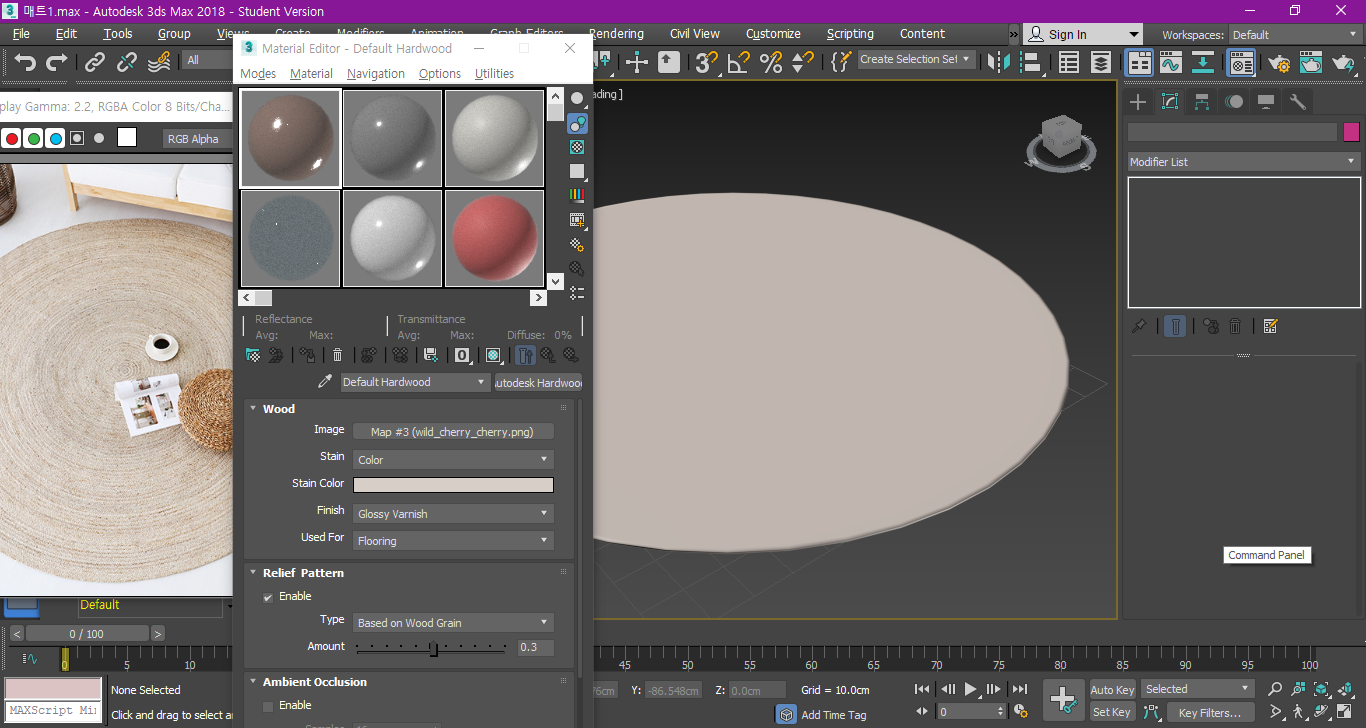 매트1.max - Autodesk 3ds Max 2018 - Student Version
File Edit Tools Group Views Create Modifiers Animation Graph Editors Rendering Civil View Customize Scripting Content » Sign In Workspaces: Default
All
Create Selection Set
Material Editor - Default Hardwood
Modes Material Navigation Options Utilities
play Gamma: 2.2, RGBA Color 8 Bits/Cha...
RGB Alpha
ading ]
W S
Modifier List
Reflectance Transmittance
Avg: Max: Avg: Max: Diffuse: 0%
Default Hardwood utodesk Hardwood
Wood
Image Map #3 (wild_cherry_cherry.png)
Stain Color
Stain Color
Finish Glossy Varnish
Used For Flooring
Relief Pattern
Enable
Type Based on Wood Grain
Amount 0.3
Ambient Occlusion
Enable
Command Panel
Default
< 0 / 100 >
0 5 10 45 50 55 60 65 70 75 80 85 90 95 100
None Selected
76cm Y: -86.548cm Z: 0.0cm Grid = 10.0cm
Auto Key Selected
MAXScript Mi
Click and drag to select a
Add Time Tag
0
Set Key Key Filters...